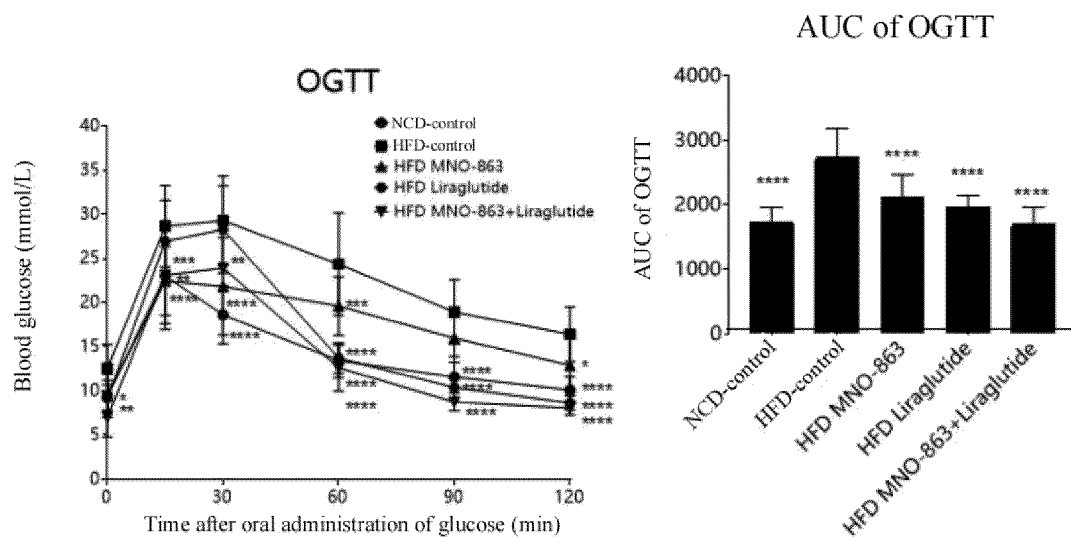 OGTT
Blood glucose (mmol/L)
40
35
30
25
20
15
10
5
0
NCD-control
HFD-control
HFD MNO-863
HFD Liraglutide
HFD MNO-863+Liraglutide
***
**
****
**
****
****
***
****
****
****
****
****
****
*
****
****
****
*
**
0
30
60
90
120
Time after oral administration of glucose (min)
AUC of OGTT
AUC of OGTT
4000
3000
2000
1000
0
****
****
****
****
NCD-control
HFD-control
HFD MNO-863
HFD Liraglutide
HFD MNO-863+Liraglutide